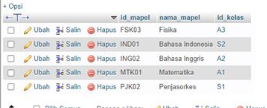 + Opsi
←T→ id_mapel nama_mapel id_kelas
Ubah Salin Hapus FSK03 Fisika A3
Ubah Salin Hapus IND01 Bahasa Indonesia S2
Ubah Salin Hapus ING02 Bahasa Inggris A2
Ubah Salin Hapus MTK01 Matematika A1
Ubah Salin Hapus PJK02 Penjasorkes S1